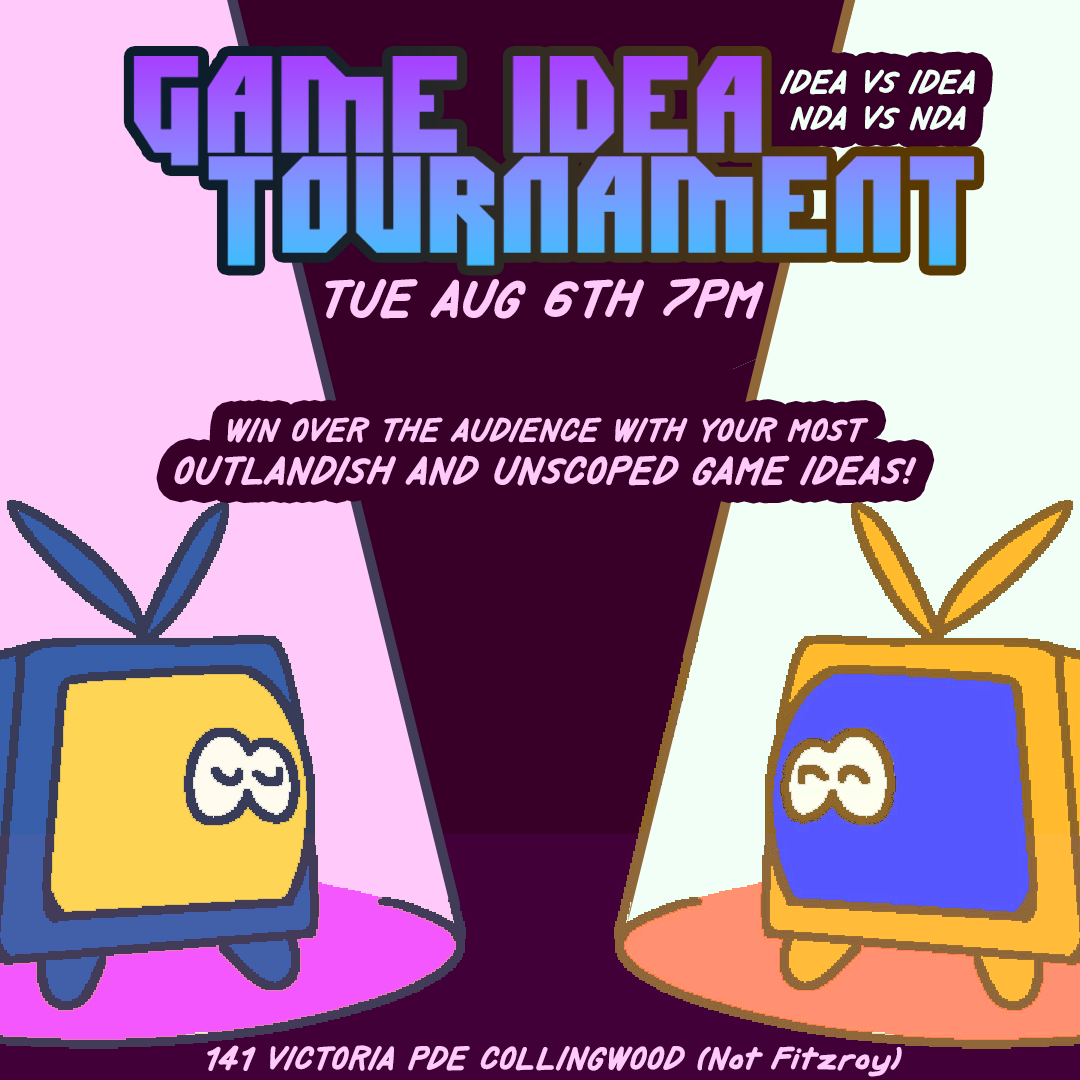 GAME IDEA
TOURNAMENT
IDEA VS IDEA
NDA VS NDA
TUE AUG 6TH 7PM
WIN OVER THE AUDIENCE WITH YOUR MOST
OUTLANDISH AND UNSCOPED GAME IDEAS!
141 VICTORIA PDE COLLINGWOOD (Not Fitzroy)